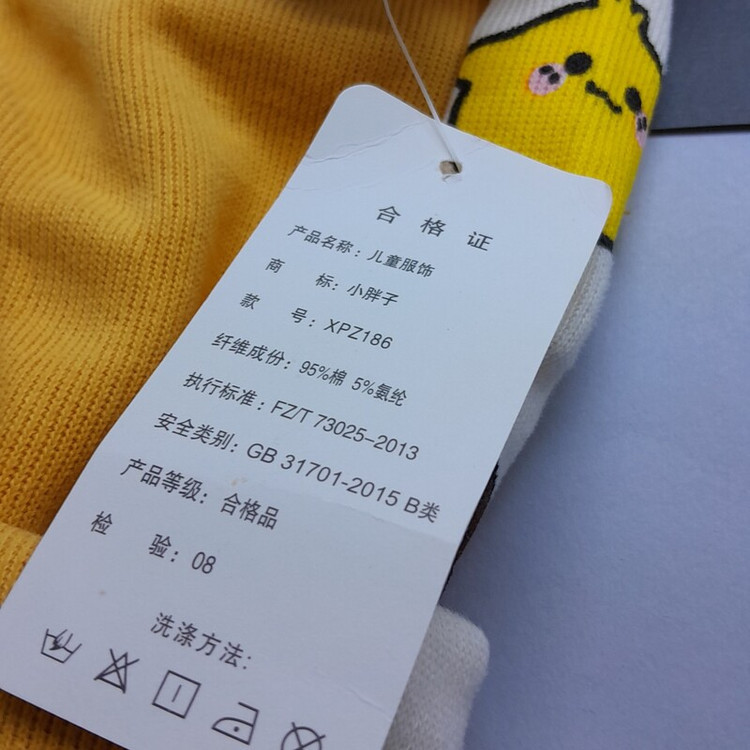 合格证
产品名称：儿童服饰
商 标：小胖子
款 号：XPZ186
纤维成份：95%棉 5%氨纶
执行标准：FZ/T 73025-2013
安全类别：GB 31701-2015 B类
产品等级：合格品
检 验：08
洗涤方法：